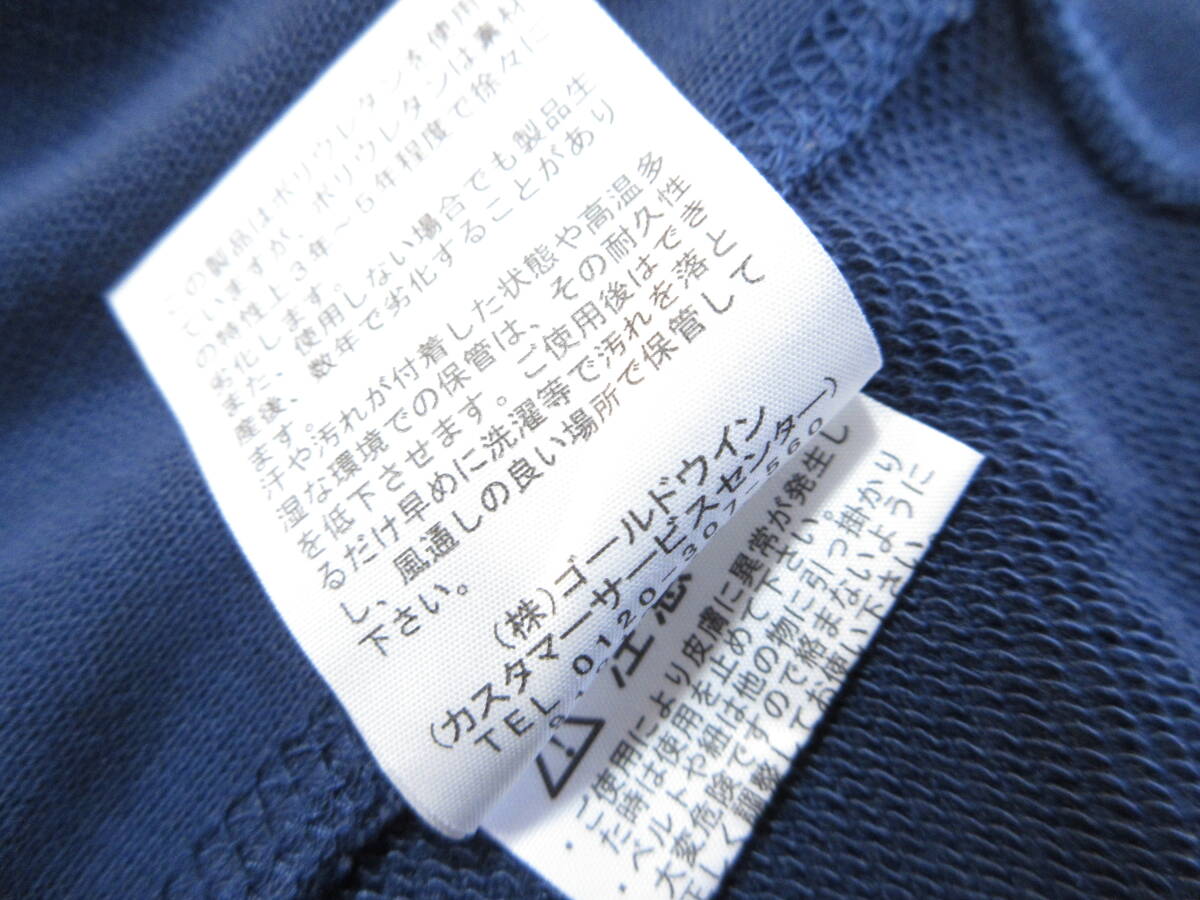 この製品はポリウレタンを使用
ていますが、ポリウレタンは素材
の特性上３年～５年程度で徐々に
劣化します。
また、使用しない場合でも製品生
産後、数年で劣化することがあり
ます。
汗や汚れが付着した状態や高温多
湿な環境での保管は、その耐久性
を低下させます。ご使用後はでき
るだけ早めに洗濯等で汚れを落と
し、風通しの良い場所で保管して
下さい。
(株)ゴールドウイン
(カスタマーサービスセンター)
TEL 0120-307-560
注意
・ご使用により皮膚に異常が発生し
た時は使用を止めて下さい。
・ベルトや紐は他の物に引っ掛かり
大変危険ですので絡まないように
正しく調整してお使い下さい